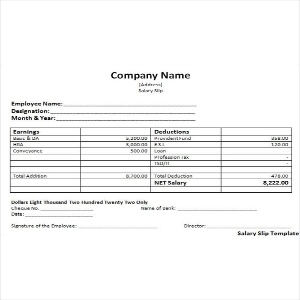 Company Name
(Address)
Salary Slip
Employee Name:
Designation:
Month & Year:
Earnings Deductions
Basic & DA 5,200.00 Provident Fund 358.00
HRA 3,000.00 E S I 120.00
Conveyance 500.00 Loan
Profession Tax -
TSD/IT -
Total Addition 8,700.00 Total Deduction 478.00
NET Salary 8,222.00
Dollars Eight Thousand Two Hundred Twenty Two Only
Cheque No. Name of Bank:
Date:
Signature of the Employee: Director:
Salary Slip Template